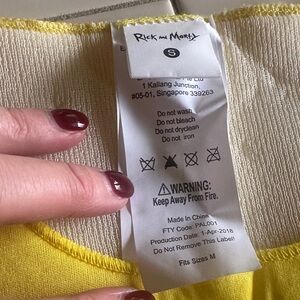 Rick and Morty
S
E
Pte Ltd
1 Kallang Junction,
#05-01, Singapore 339263
Do not wash
Do not bleach
Do not dryclean
Do not iron
WARNING:
Keep Away From Fire.
Made in China
FTY Code: PAL001
Production Date: 1-Apr-2018
Do Not Remove This Label!
Fits Sizes M